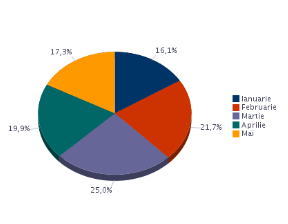 17,3%
16,1%
19,9%
21,7%
25,0%
Ianuarie
Februarie
Martie
Aprilie
Mai